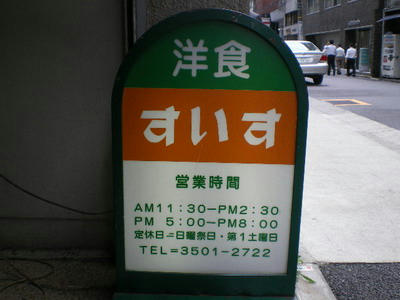 洋食
すいす
営業時間
AM11:30–PM2:30
PM 5:00–PM8:00
定休日=日曜祭日・第1土曜日
TEL=3501-2722